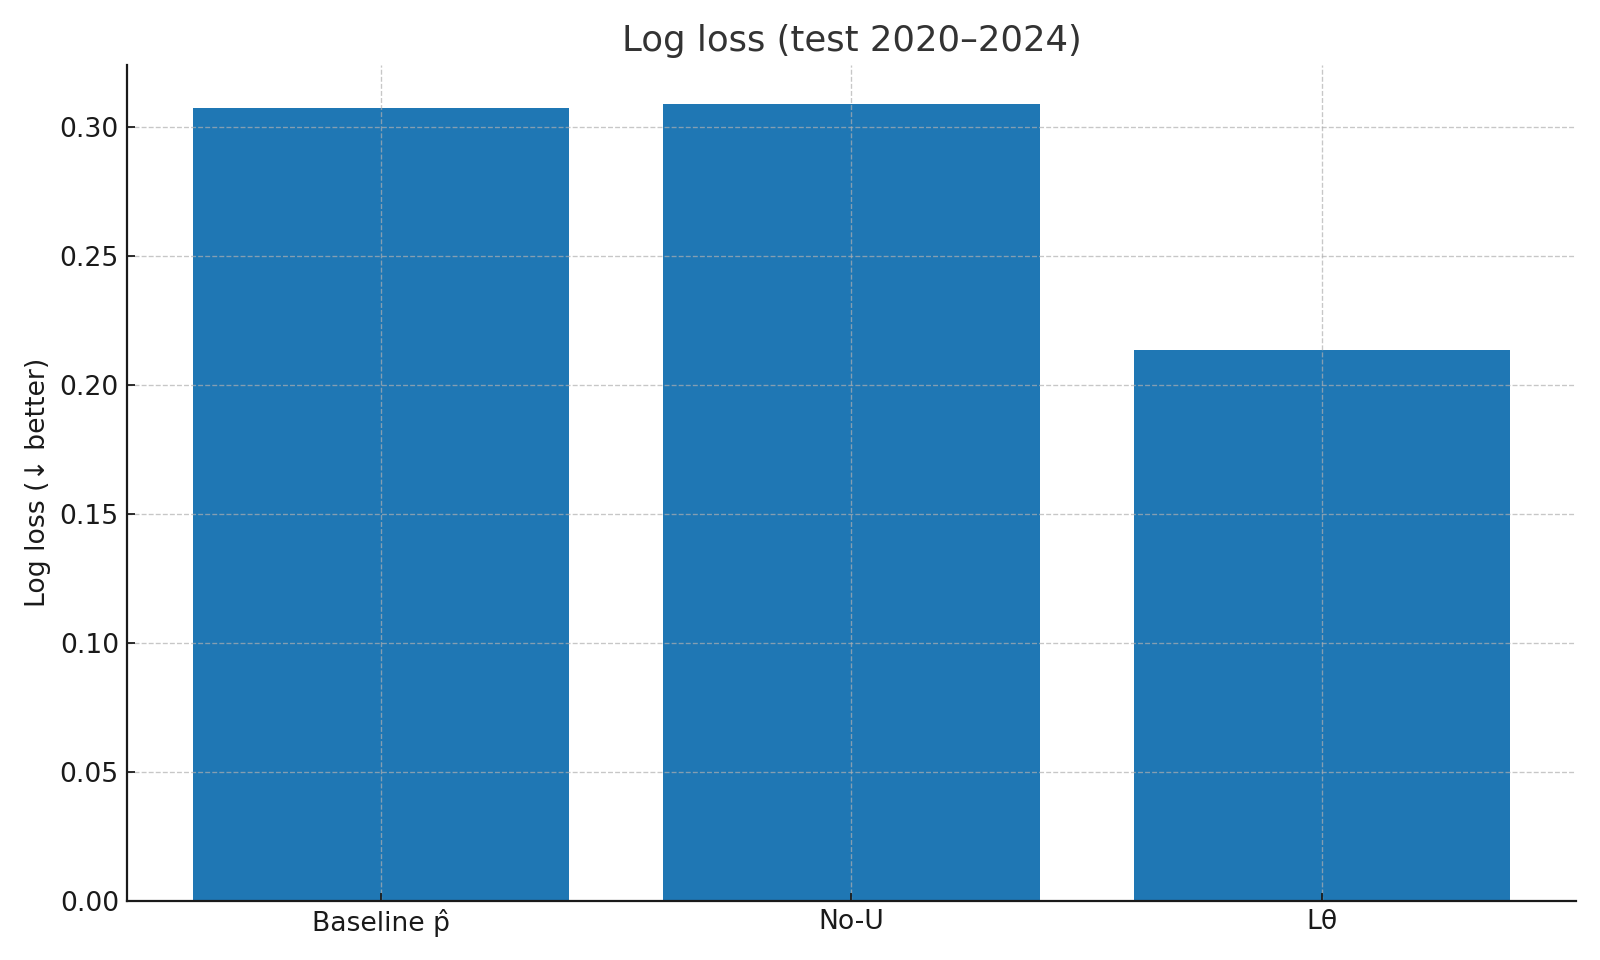 Log loss (test 2020–2024)
Log loss (↓ better)
0.30
0.25
0.20
0.15
0.10
0.05
0.00
Baseline p̂
No-U
Lθ